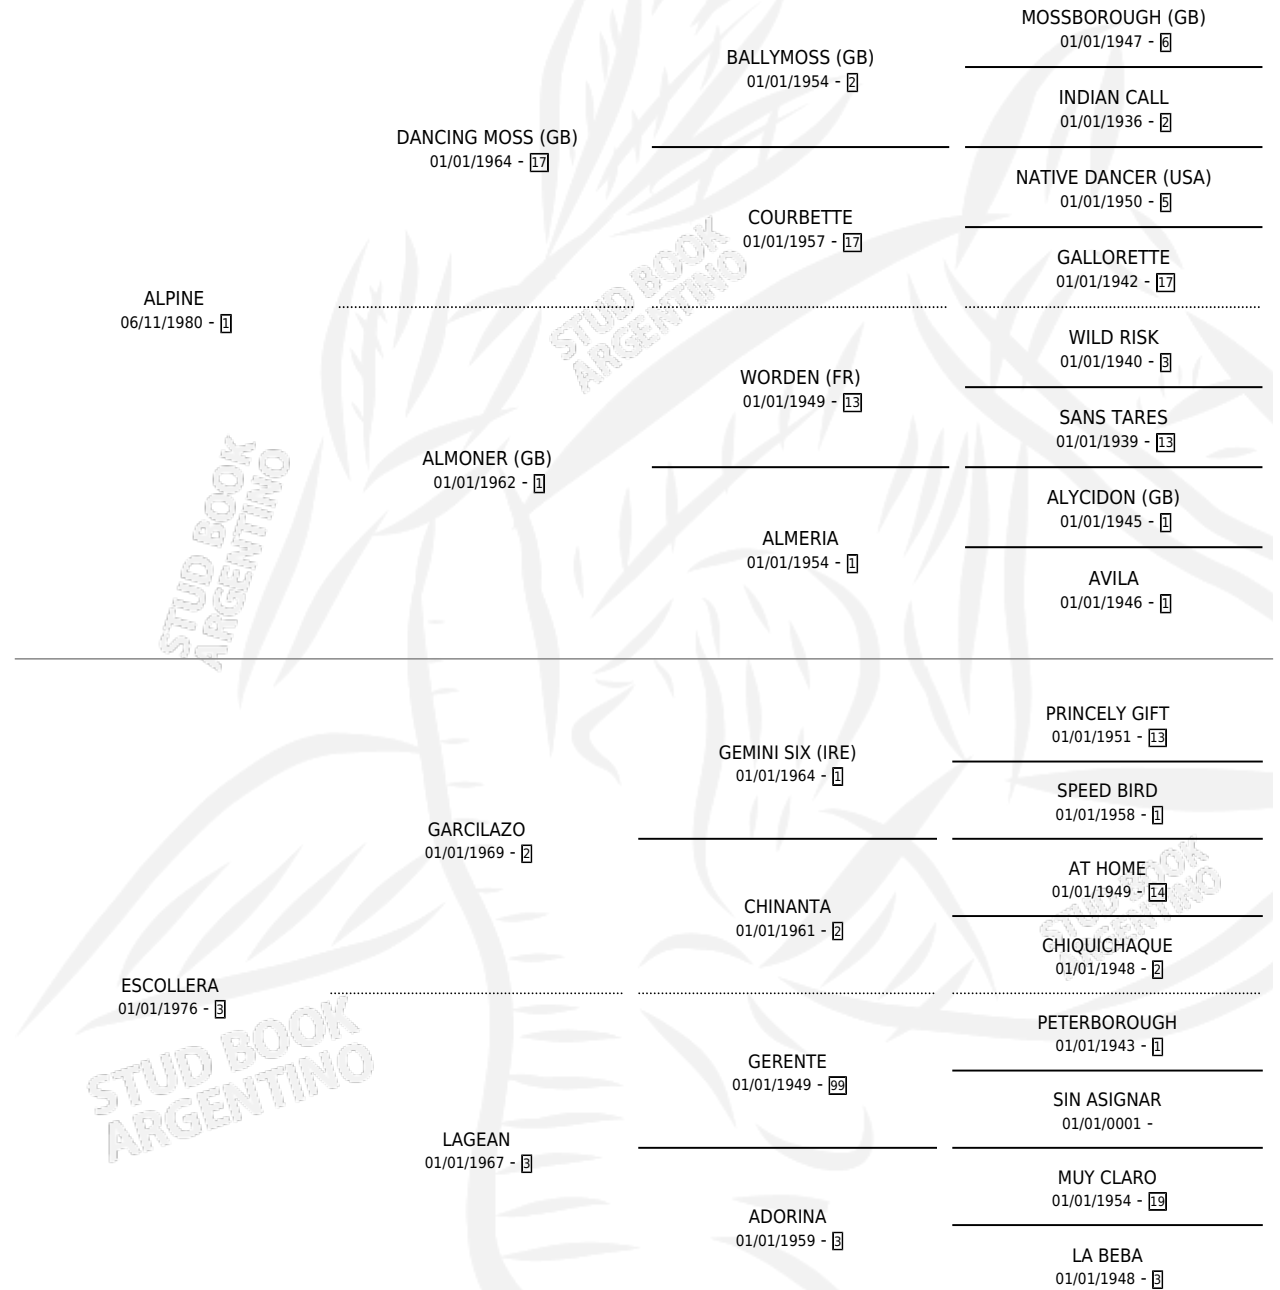 MOSSBOROUGH (GB)
01/01/1947 - 6
BALLYMOSS (GB)
01/01/1954 - 2
INDIAN CALL
01/01/1936 - 2
DANCING MOSS (GB)
01/01/1964 - 17
NATIVE DANCER (USA)
01/01/1950 - 5
COURBETTE
01/01/1957 - 17
GALLORETTE
01/01/1942 - 17
ALPINE
06/11/1980 - 1
WILD RISK
01/01/1940 - 3
WORDEN (FR)
01/01/1949 - 13
SANS TARES
01/01/1939 - 13
ALMONER (GB)
01/01/1962 - 1
ALYCIDON (GB)
01/01/1945 - 1
ALMERIA
01/01/1954 - 1
AVILA
01/01/1946 - 1
STUD BOOK
ARGENTINO
STUD BOOK
ARGENTINO
PRINCELY GIFT
01/01/1951 - 13
GEMINI SIX (IRE)
01/01/1964 - 1
SPEED BIRD
01/01/1958 - 1
GARCILAZO
01/01/1969 - 2
AT HOME
01/01/1949 - 14
CHINANTA
01/01/1961 - 2
CHIQUICHAQUE
01/01/1948 - 2
ESCOLLERA
01/01/1976 - 3
PETERBOROUGH
01/01/1943 - 1
GERENTE
01/01/1949 - 99
SIN ASIGNAR
01/01/0001 -
LAGEAN
01/01/1967 - 3
MUY CLARO
01/01/1954 - 19
ADORINA
01/01/1959 - 3
LA BEBA
01/01/1948 - 3
STUD BOOK
ARGENTINO
STUD BOOK
ARGENTINO